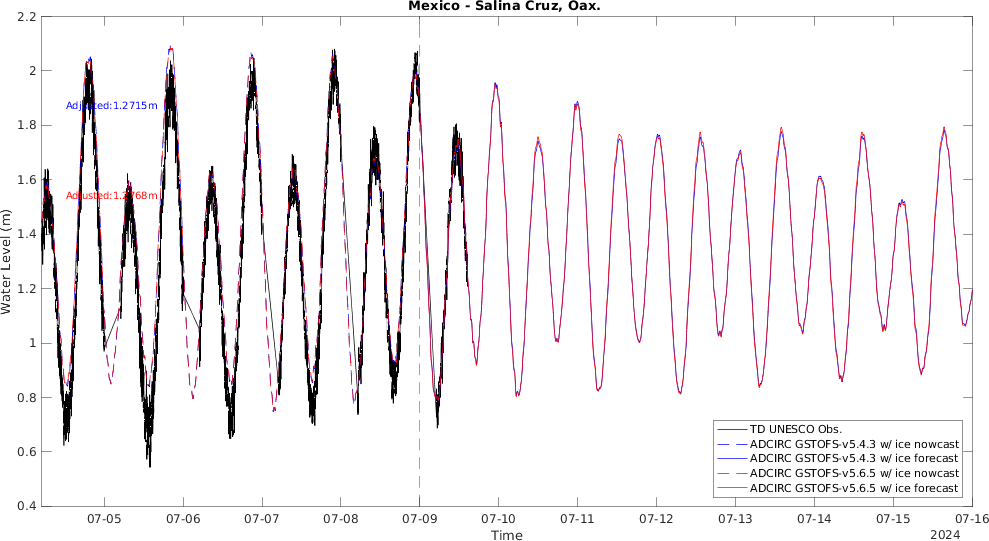 Mexico - Salina Cruz, Oax.
2.2
2
1.8
1.6
1.4
1.2
1
0.8
0.6
0.4
Water Level (m)
Adjusted:1.2715m
Adjusted:1.2768m
TD UNESCO Obs.
ADCIRC GSTOFS-v5.4.3 w/ ice nowcast
ADCIRC GSTOFS-v5.4.3 w/ ice forecast
ADCIRC GSTOFS-v5.6.5 w/ ice nowcast
ADCIRC GSTOFS-v5.6.5 w/ ice forecast
07-05 07-06 07-07 07-08 07-09 07-10 07-11 07-12 07-13 07-14 07-15 07-16
Time
2024